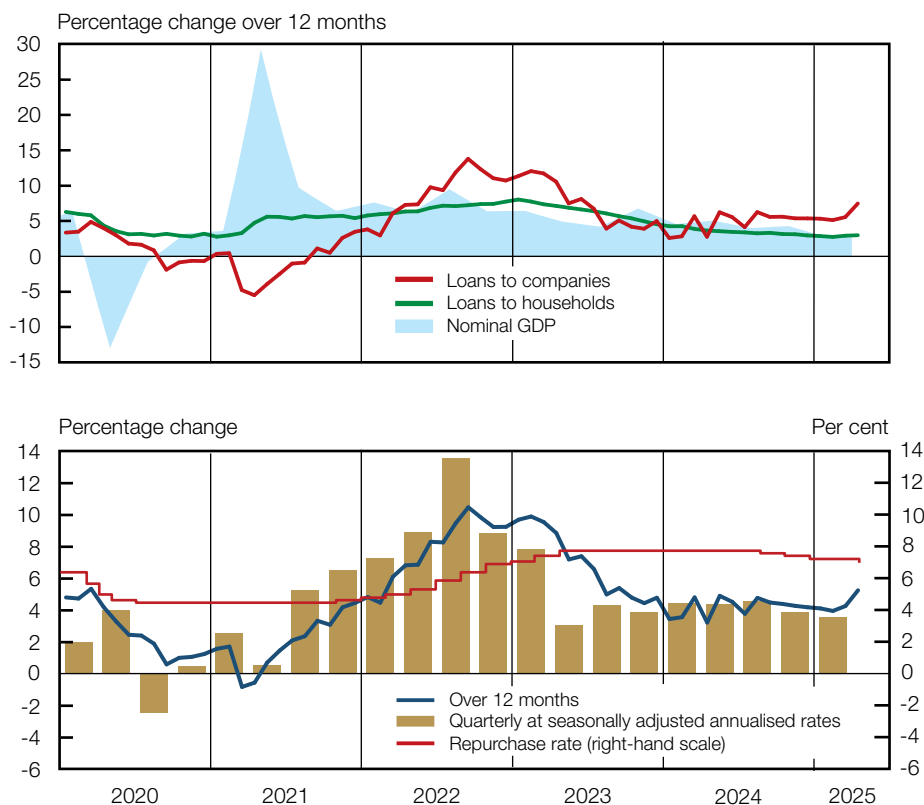 Percentage change over 12 months
30
25
20
15
10
5
0
-5
-10
-15
Loans to companies
Loans to households
Nominal GDP
Percentage change Per cent
14 14
12 12
10 10
8 8
6 6
4 4
2 2
0 0
-2 -2
-4 -4
-6 -6
Over 12 months
Quarterly at seasonally adjusted annualised rates
Repurchase rate (right-hand scale)
2020 2021 2022 2023 2024 2025